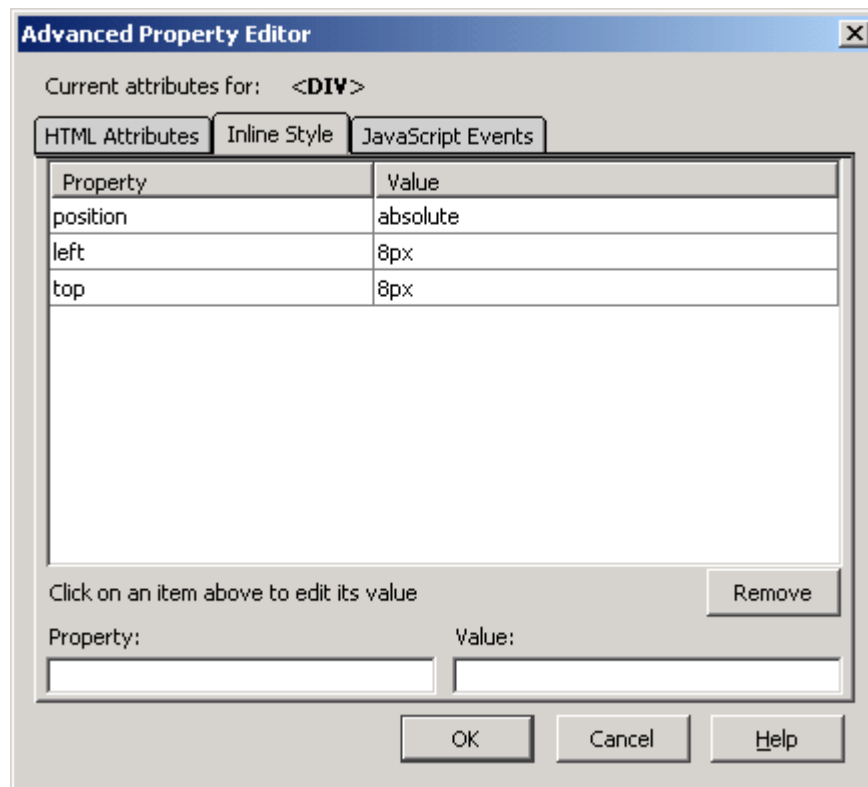 Advanced Property Editor
Current attributes for: <DIV>
HTML Attributes Inline Style JavaScript Events
Property Value
position absolute
left 8px
top 8px
Click on an item above to edit its value Remove
Property: Value:
OK Cancel Help